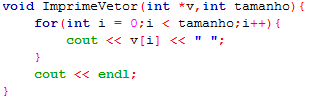 void ImprimeVetor(int *v,int tamanho){
    for(int i = 0;i < tamanho;i++){
        cout << v[i] << " ";
    }
    cout << endl;
}